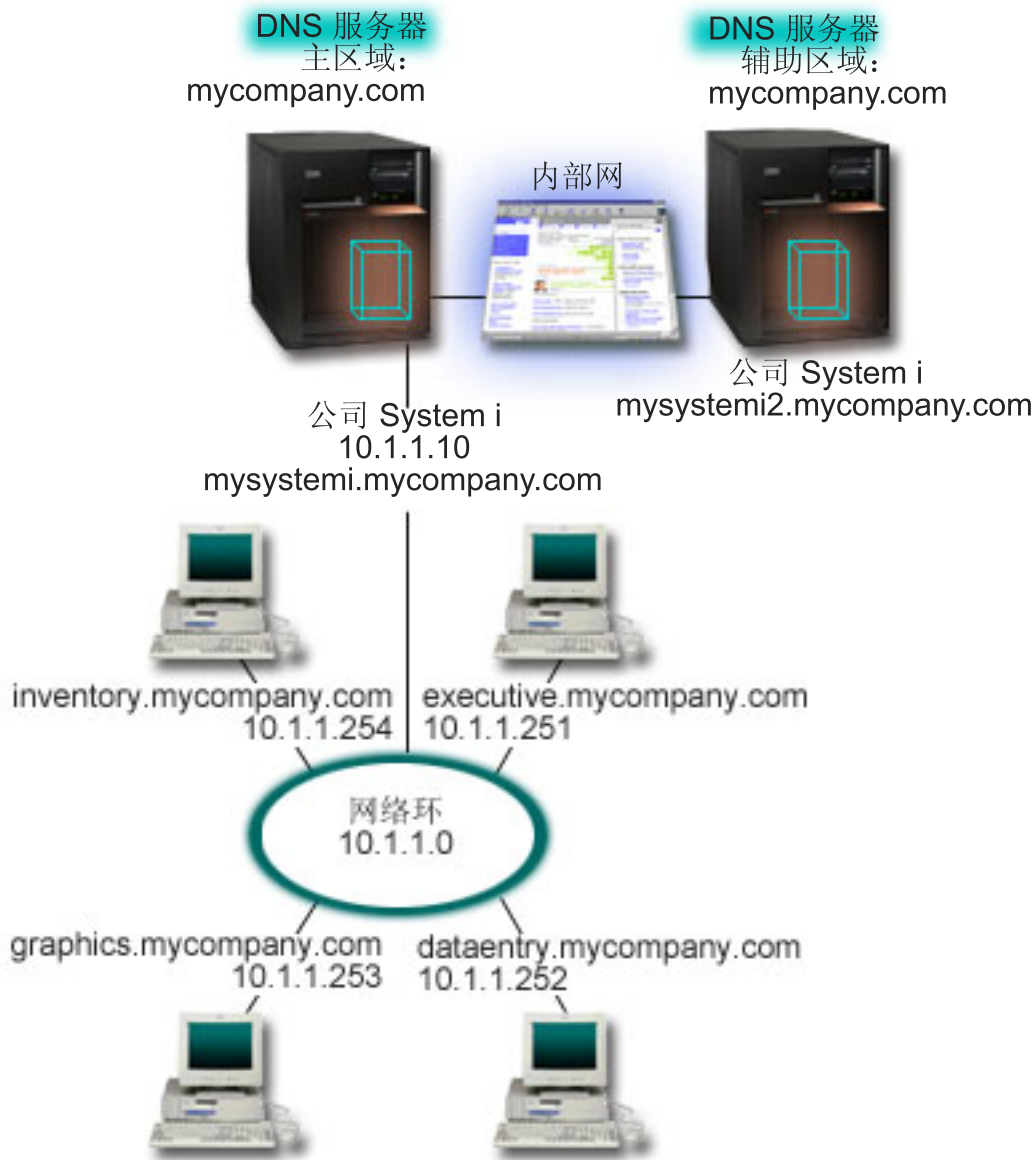 DNS 服务器
主区域：
mycompany.com
DNS 服务器
辅助区域：
mycompany.com
内部网
公司 System i
mysystemi2.mycompany.com
公司 System i
10.1.1.10
mysystemi.mycompany.com
inventory.mycompany.com
10.1.1.254
executive.mycompany.com
10.1.1.251
网络环
10.1.1.0
graphics.mycompany.com
10.1.1.253
dataentry.mycompany.com
10.1.1.252